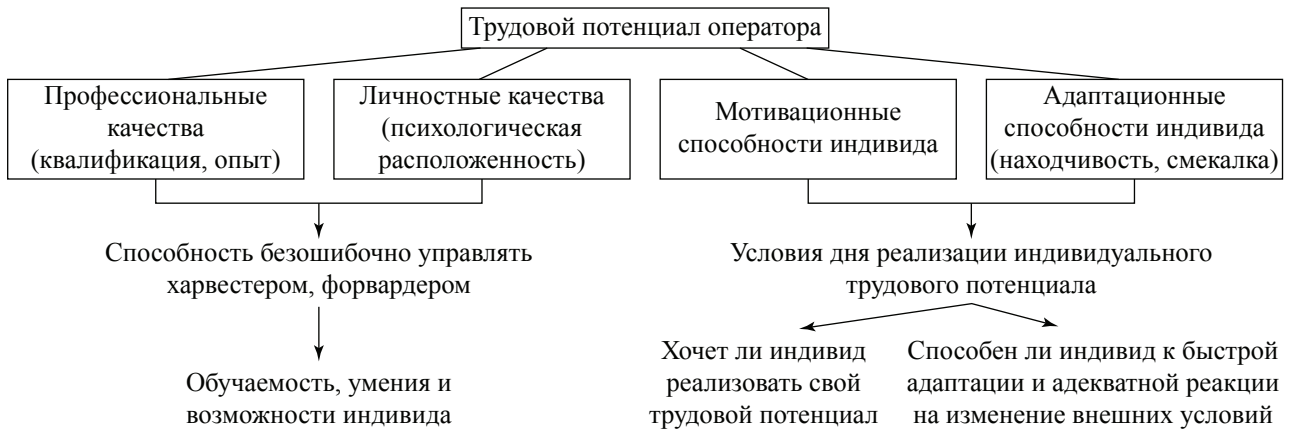 Трудовой потенциал оператора
Профессиональные
качества
(квалификация, опыт)
Личностные качества
(психологическая
расположенность)
Мотивационные
способности индивида
Адаптационные
способности индивида
(находчивость, смекалка)
Способность безошибочно управлять
харвестером, форвардером
Условия дня реализации индивидуального
трудового потенциала
Обучаемость, умения и
возможности индивида
Хочет ли индивид
реализовать свой
трудовой потенциал
Способен ли индивид к быстрой
адаптации и адекватной реакции
на изменение внешних условий